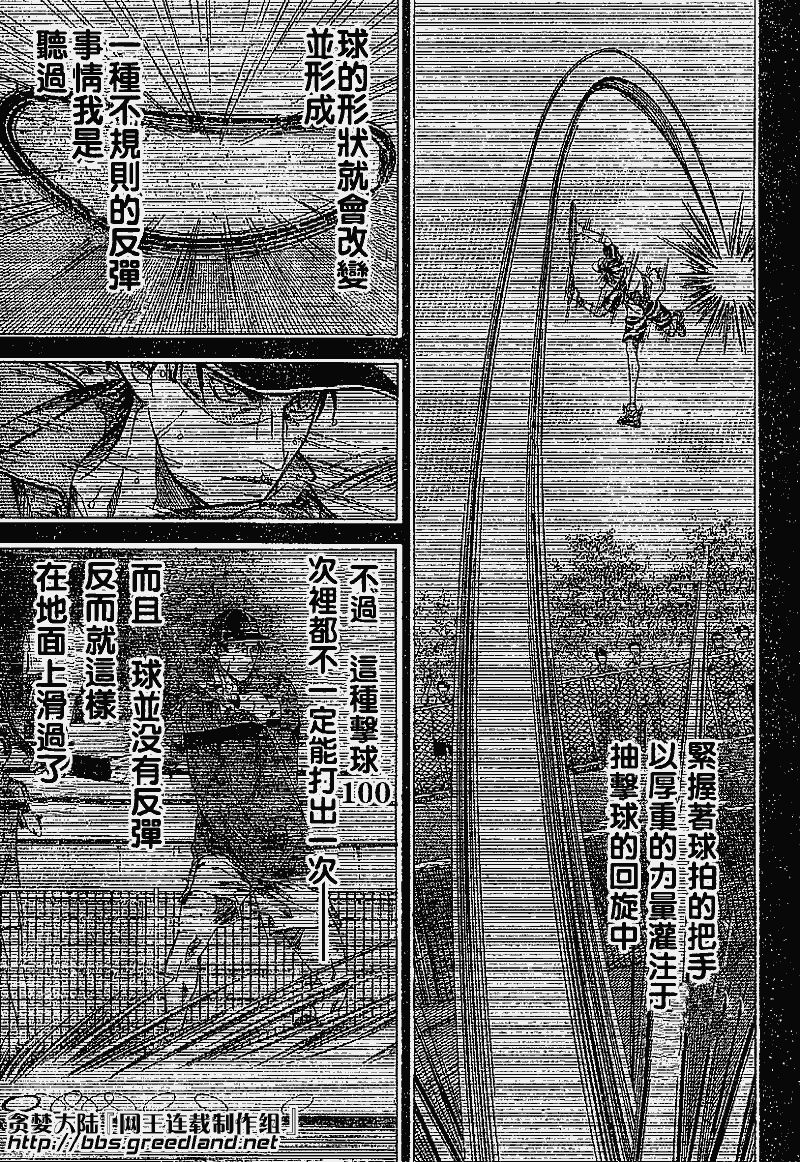 緊握著球拍的把手
以厚重的力量灌注于
抽擊球的回旋中
球的形狀就會改變
並形成
一種不規則的反彈
事情我是
聽過
不過 這種擊球100
次裡都不一定能打出一次——
而且 球並没有反彈
反而就這樣
在地面上滑過了
贪婪大陆『网王连载制作组』
http://bbs.greedland.net